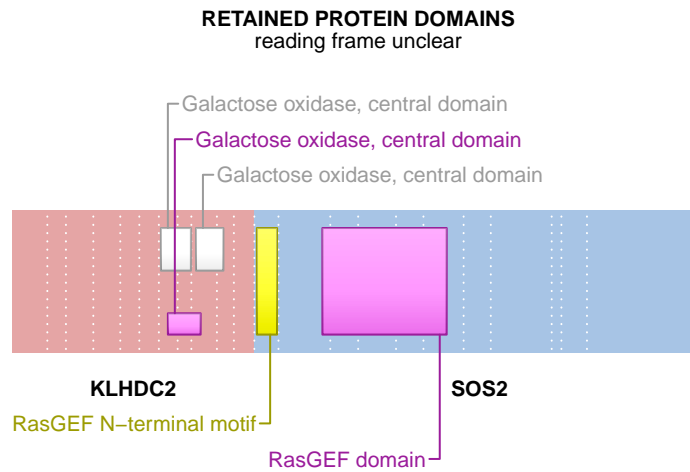 RETAINED PROTEIN DOMAINS
reading frame unclear
Galactose oxidase, central domain
Galactose oxidase, central domain
Galactose oxidase, central domain
KLHDC2
SOS2
RasGEF N−terminal motif
RasGEF domain